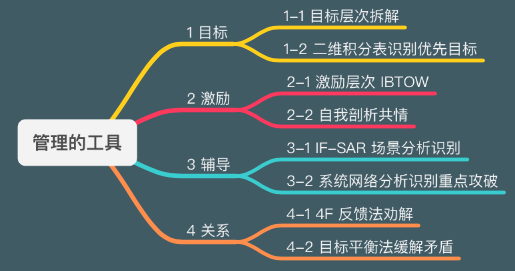 管理的工具
1 目标
1-1 目标层次拆解
1-2 二维积分表识别优先目标
2 激励
2-1 激励层次 IBTOW
2-2 自我剖析共情
3 辅导
3-1 IF-SAR 场景分析识别
3-2 系统网络分析识别重点攻破
4 关系
4-1 4F 反馈法劝解
4-2 目标平衡法缓解矛盾